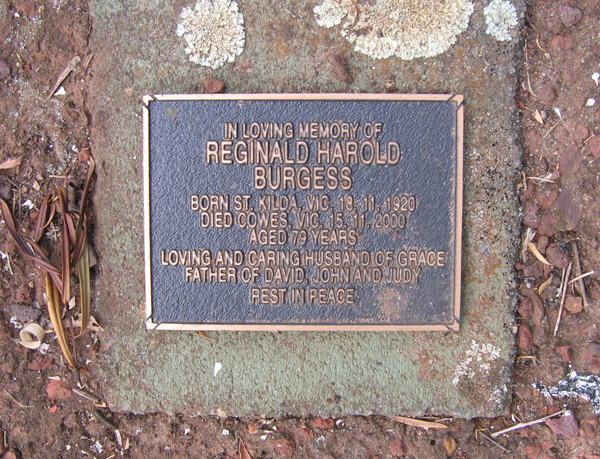 IN LOVING MEMORY OF
REGINALD HAROLD
BURGESS
BORN ST. KILDA, VIC. 19. 11. 1920
DIED COWES, VIC. 15. 11. 2000
AGED 79 YEARS
LOVING AND CARING HUSBAND OF GRACE
FATHER OF DAVID, JOHN AND JUDY
REST IN PEACE